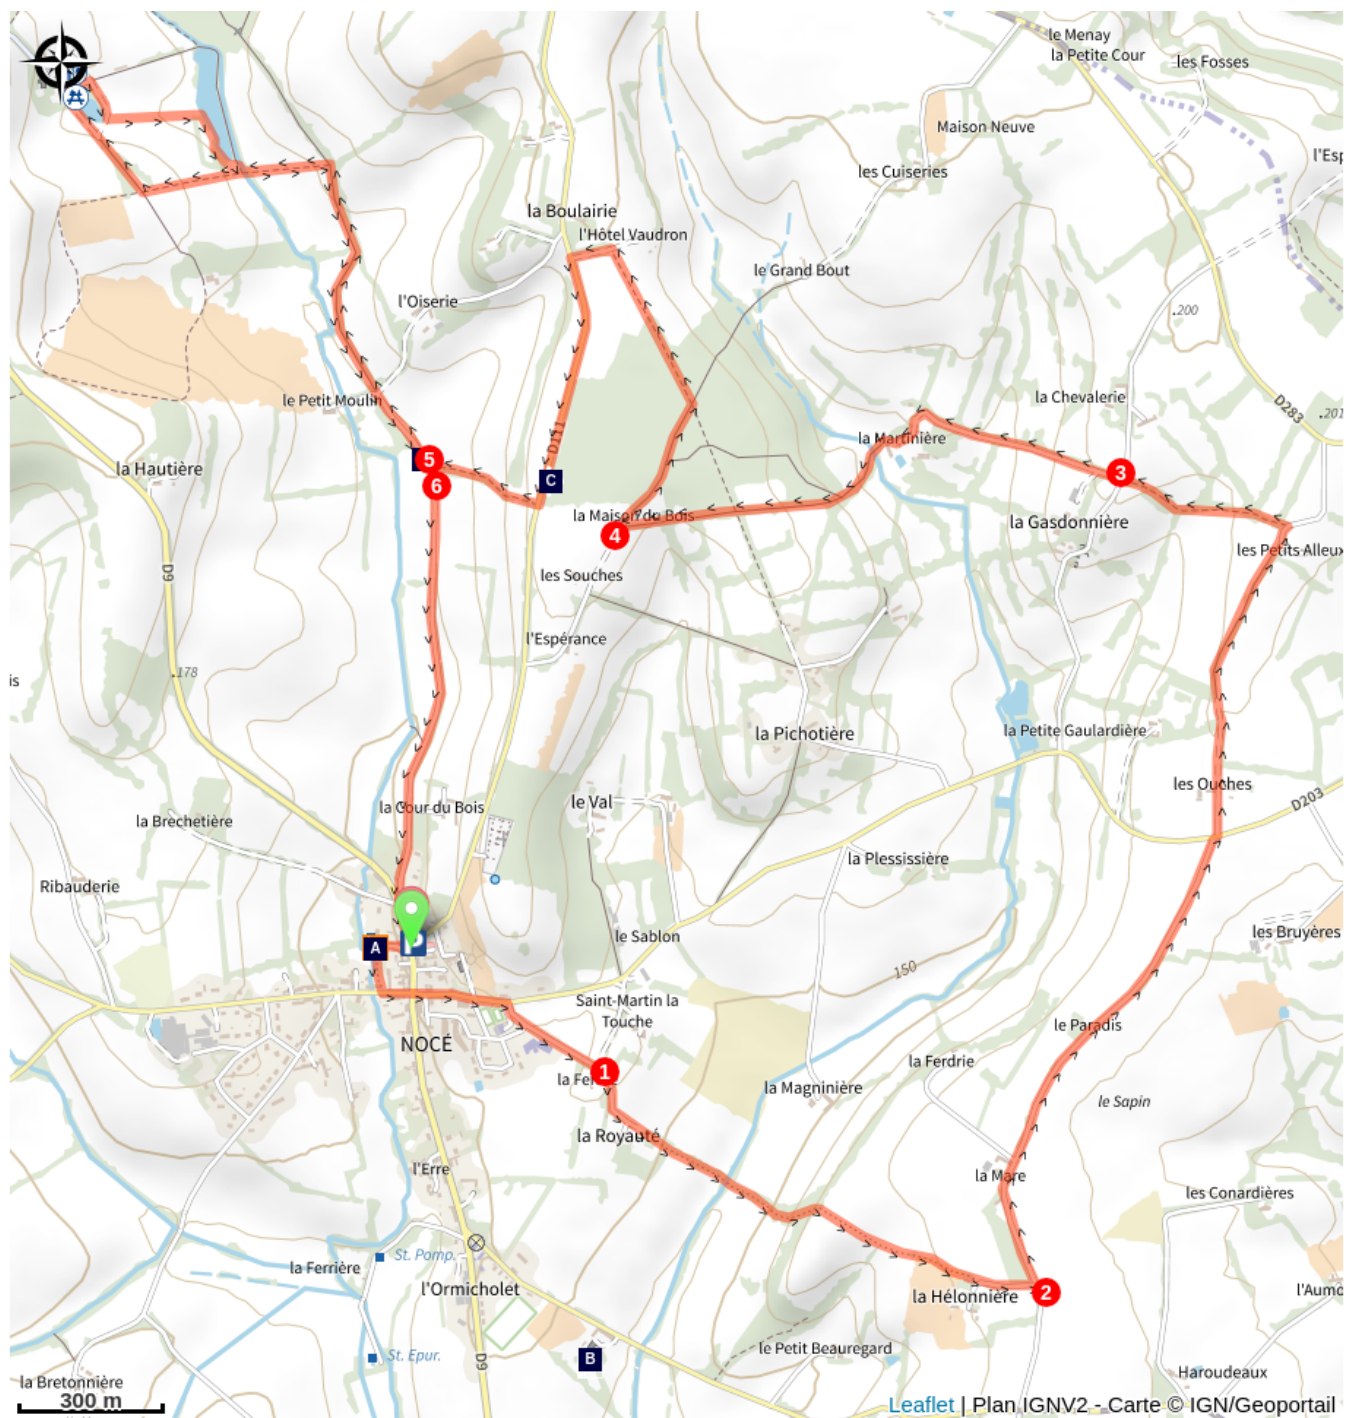 le Menay
la Petite Cour
les Fosses
Maison Neuve
les Cuiseries
la Boulairie
l'Hôtel Vaudron
le Grand Bout
l'Oiserie
200
la Chevalerie
D283
201
le Petit Moulin
D111
la Martinière
la Hautière
5
3
C
6
la Maison du Bois
la Gasdonnière
4
les Petits Alleux
D9
les Souches
l'Espérance
178
is
la Pichotière
la Petite Gaulardière
les Ouches
D203
la Cour du Bois
le Val
la Brechetière
la Plessissière
Ribauderie
P
A
le Sablon
les Bruyères
150
Saint-Martin la
Touche
le Paradis
NOCÉ
la Ferdrie
1
la Magninière
le Sapin
la Royauté
l'Erre
la Mare
les Conardières
St. Pomp.
la Ferrière
l'Ormicholet
la Hélonnière
2
le Petit Beauregard
B
St. Epur.
D9
Haroudeaux
la Bretonnière
300 m
Leaflet | Plan IGNV2 - Carte © IGN/Geoportail